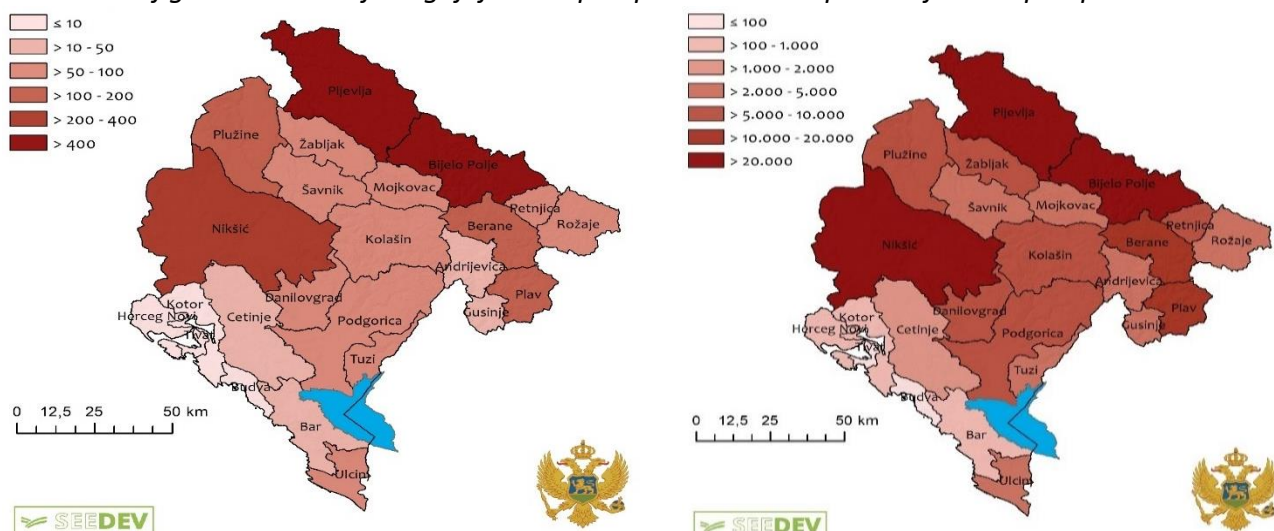 ≤ 10
> 10 - 50
> 50 - 100
> 100 - 200
> 200 - 400
> 400
Pljevlja
Plužine
Žabljak
Bijelo Polje
Šavnik
Mojkovac
Petnjica
Rožaje
Berane
Nikšić
Kolašin
Andrijevica
Plav
Gusinje
Danilovgrad
Kotor
Herceg Novi
Cetinje
Podgorica
Tivat
Tuzi
Budva
Bar
Ulcinj
0 12,5 25 50 km
SEEDEV
≤ 100
> 100 - 1.000
> 1.000 - 2.000
> 2.000 - 5.000
> 5.000 - 10.000
> 10.000 - 20.000
> 20.000
Pljevlja
Plužine
Žabljak
Bijelo Polje
Šavnik
Mojkovac
Petnjica
Rožaje
Berane
Nikšić
Kolašin
Andrijevica
Plav
Gusinje
Danilovgrad
Kotor
Herceg Novi
Cetinje
Podgorica
Tivat
Tuzi
Budva
Bar
Ulcinj
0 12,5 25 50 km
SEEDEV